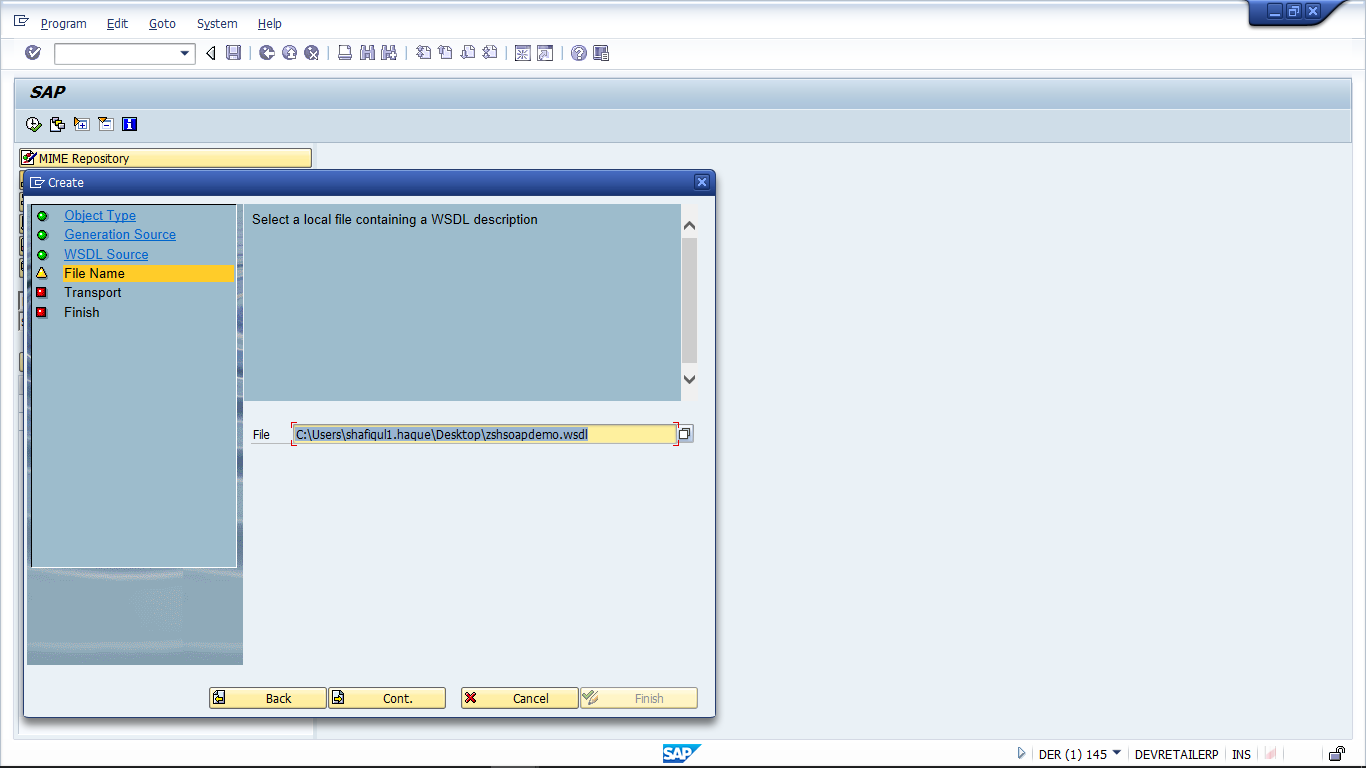 Program Edit Goto System Help
SAP
MIME Repository
Create
Object Type
Generation Source
WSDL Source
File Name
Transport
Finish
Select a local file containing a WSDL description
File C:\Users\shafiqul1.haque\Desktop\zshsoapdemo.wsdl
Back Cont. Cancel Finish
SAP DER (1) 145 DEVRETAILERP INS